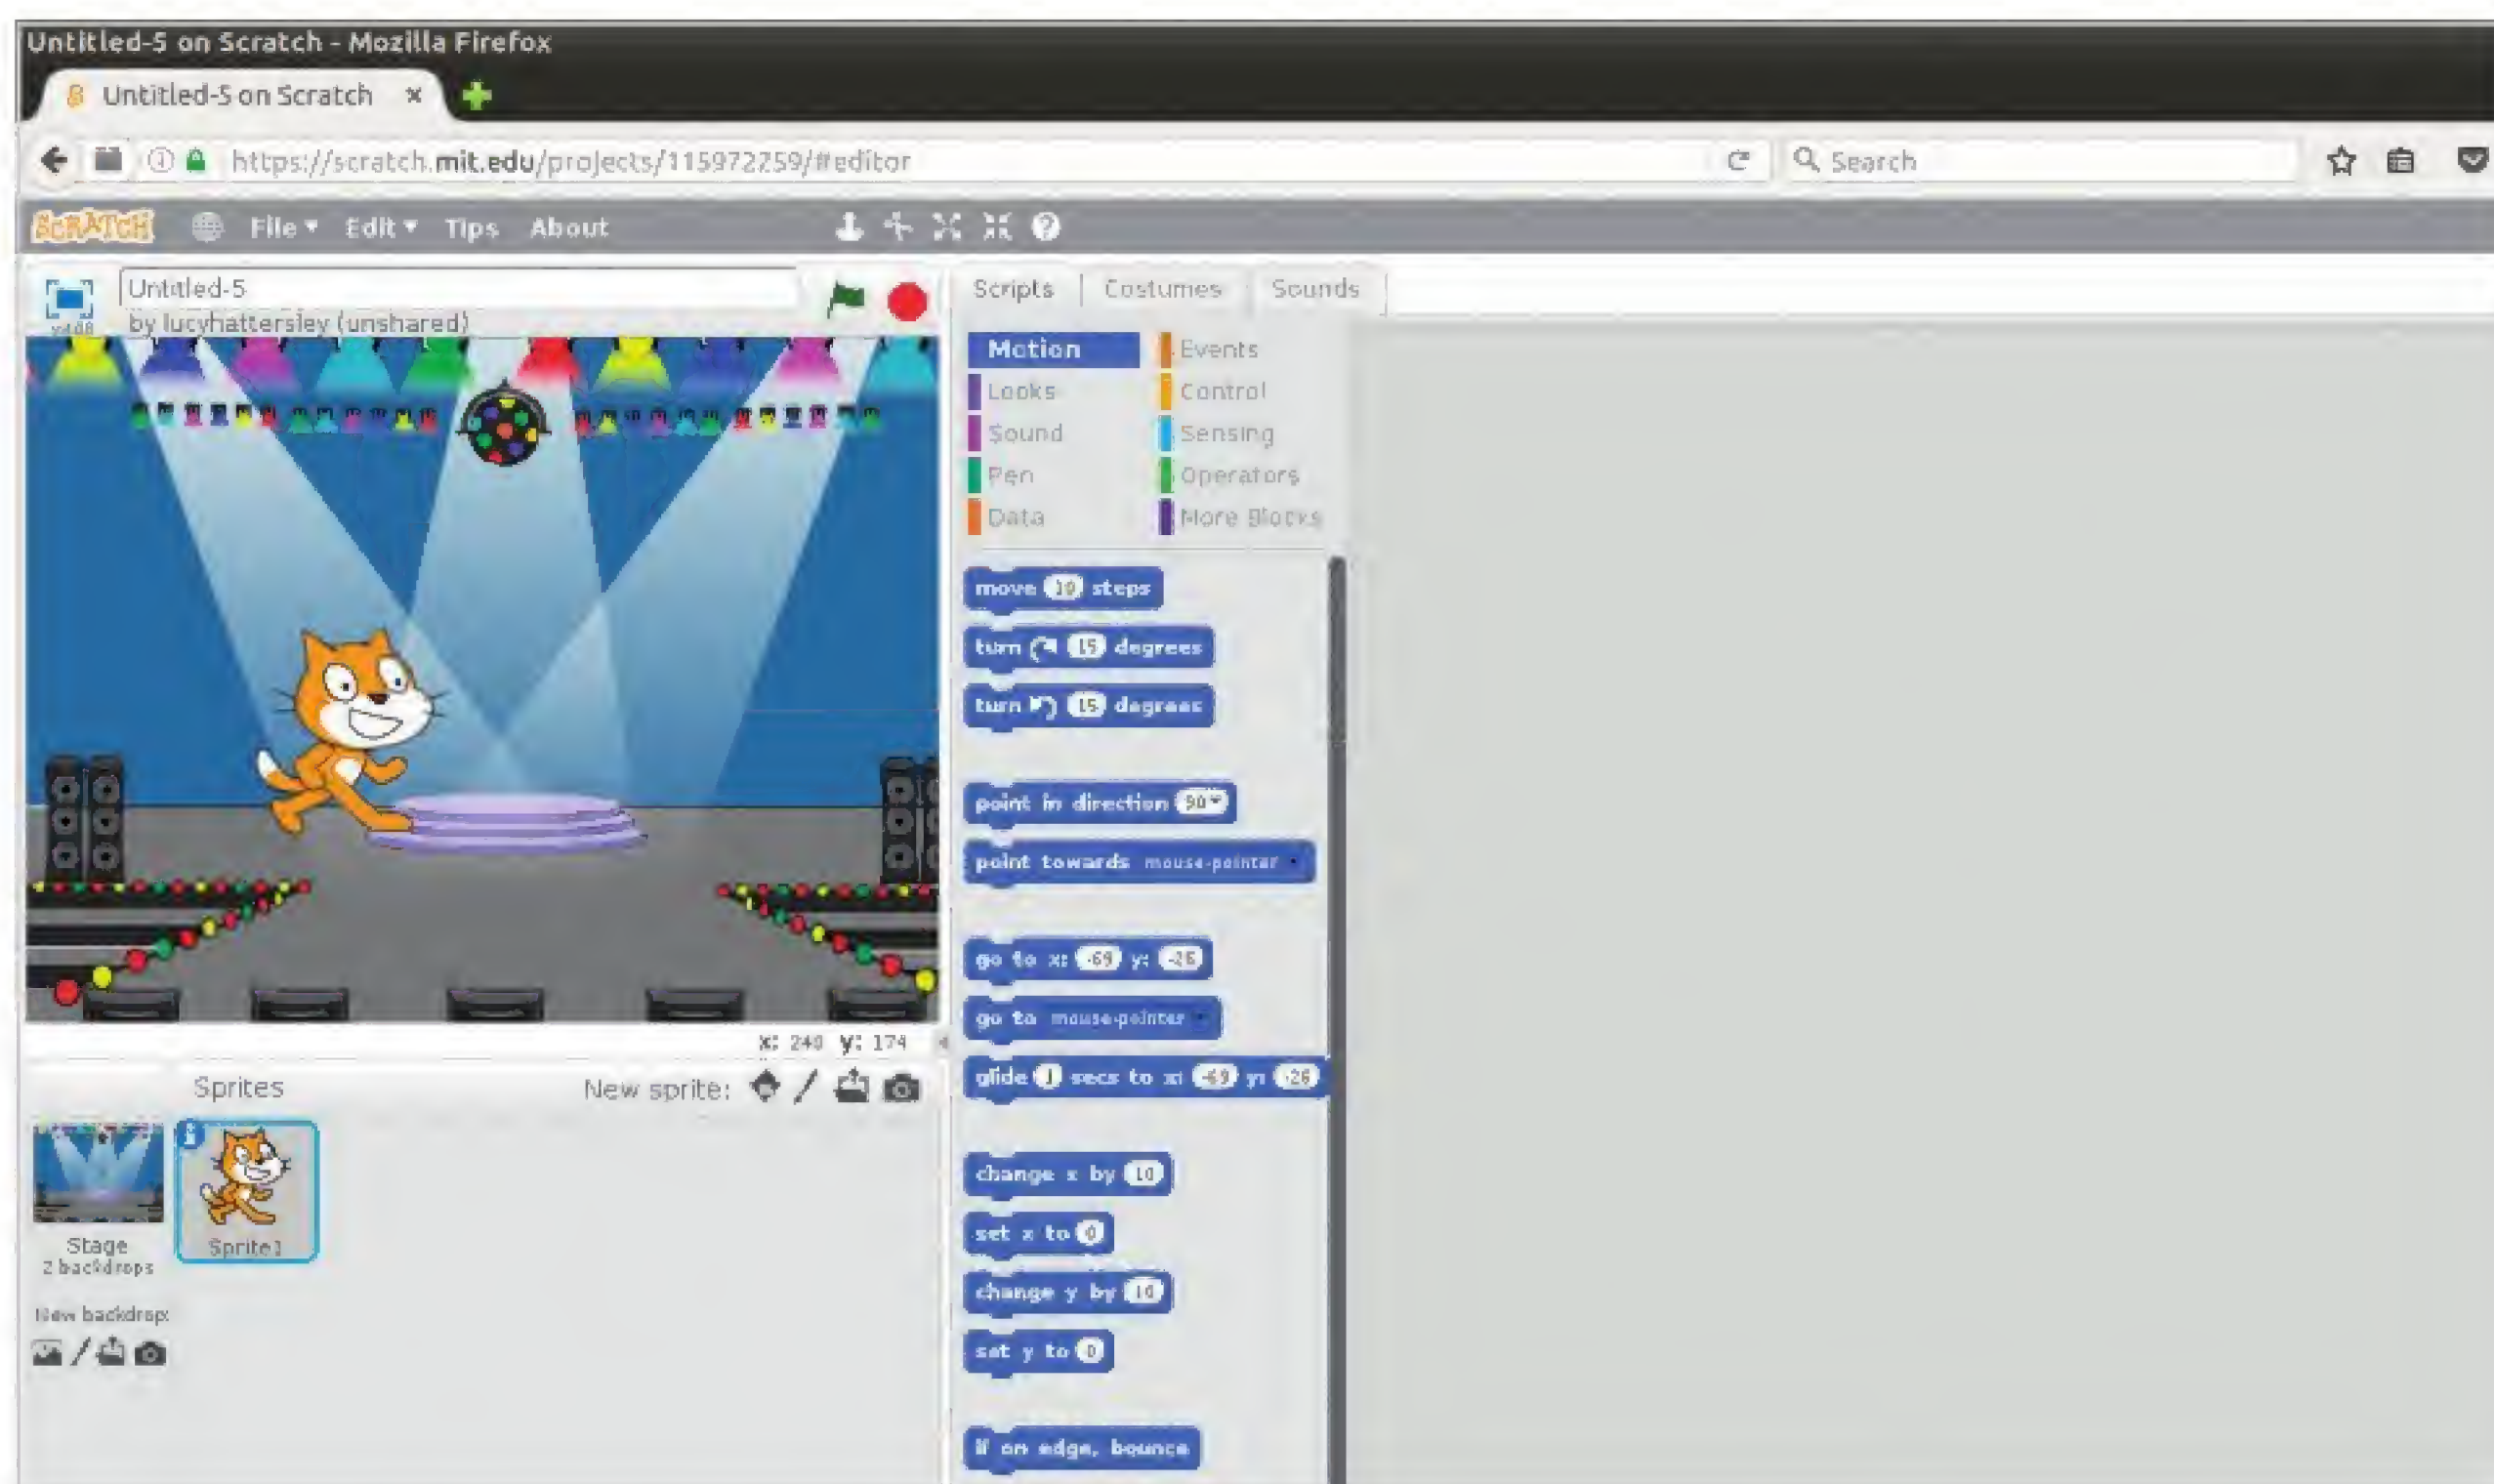 Untitled-5 on Scratch - Mozilla Firefox
Untitled-5 on Scratch
https://scratch.mit.edu/projects/115972259/#editor
Search
SCRATCH File Edit Tips About
Untitled-5
by lucyhattersley (unshared)
Scripts Costumes Sounds
Motion Events
Looks Control
Sound Sensing
Pen Operators
Data More Blocks
move 10 steps
turn 15 degrees
turn 15 degrees
point in direction 90
point towards mouse-pointer
go to x: -69 y: -26
go to mouse-pointer
glide 1 secs to x: -69 y: -26
change x by 10
set x to 0
change y by 10
set y to 0
if on edge, bounce
x: 240 y: 174
Sprites New sprite:
Stage
2 backdrops
Sprite1
New backdrop: